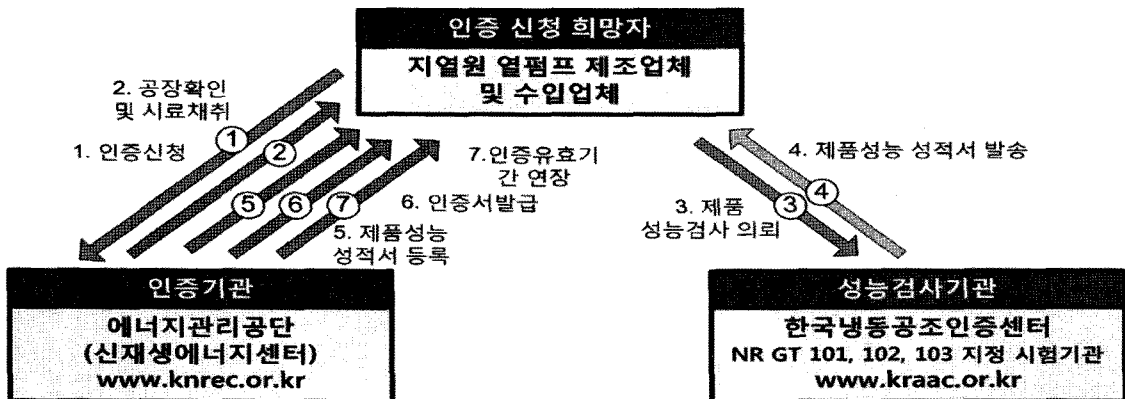 인증 신청 희망자
지열원 열펌프 제조업체
및 수입업체
2. 공장확인
및 시료채취
1. 인증신청
①
②
⑤
⑥
⑦
7.인증유효기
간 연장
6. 인증서발급
5. 제품성능
성적서 등록
4. 제품성능 성적서 발송
④
③
3. 제품
성능검사 의뢰
인증기관
에너지관리공단
(신재생에너지센터)
www.knrec.or.kr
성능검사기관
한국냉동공조인증센터
NR GT 101, 102, 103 지정 시험기관
www.kraac.or.kr